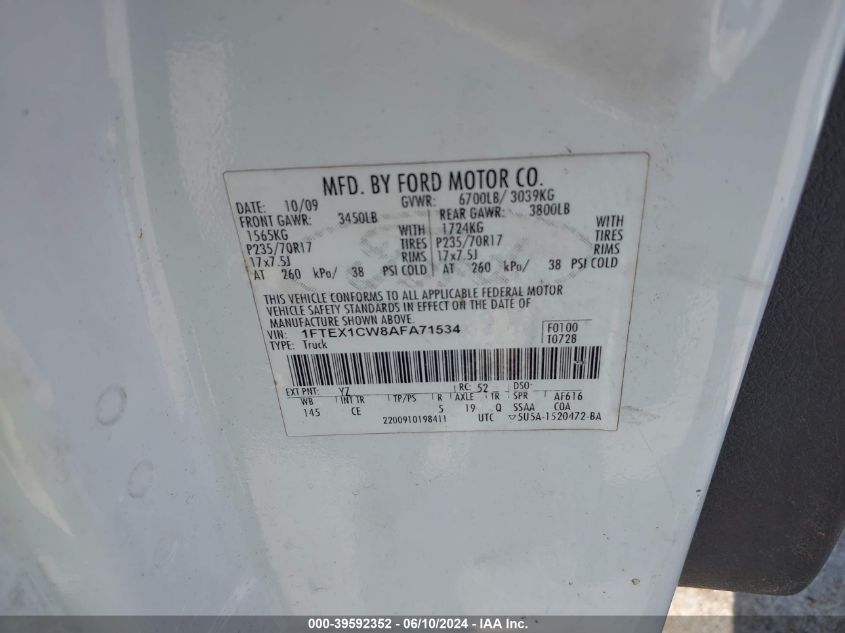 MFD. BY FORD MOTOR CO.
DATE: 10/09 GVWR: 6700LB/ 3039KG
FRONT GAWR: 3450LB REAR GAWR: 3800LB
1565KG WITH 1724KG WITH
P235/70R17 TIRES P235/70R17 TIRES
17x7.5J RIMS 17x7.5J RIMS
AT 260 kPa/ 38 PSI COLD AT 260 kPa/ 38 PSI COLD
THIS VEHICLE CONFORMS TO ALL APPLICABLE FEDERAL MOTOR
VEHICLE SAFETY STANDARDS IN EFFECT ON THE DATE OF
MANUFACTURE SHOWN ABOVE.
VIN: 1FTEX1CW8AFA71534 F0100
TYPE: Truck T0728
EXT PNT: YZ RC: 52 DSO:
WB INT TR TP/PS R AXLE TR SPR AF616
145 CE 5 19 Q SSAA COA
2200910198411 UTC ▽5U5A-1520472-BA
000-39592352 - 06/10/2024 - IAA Inc.